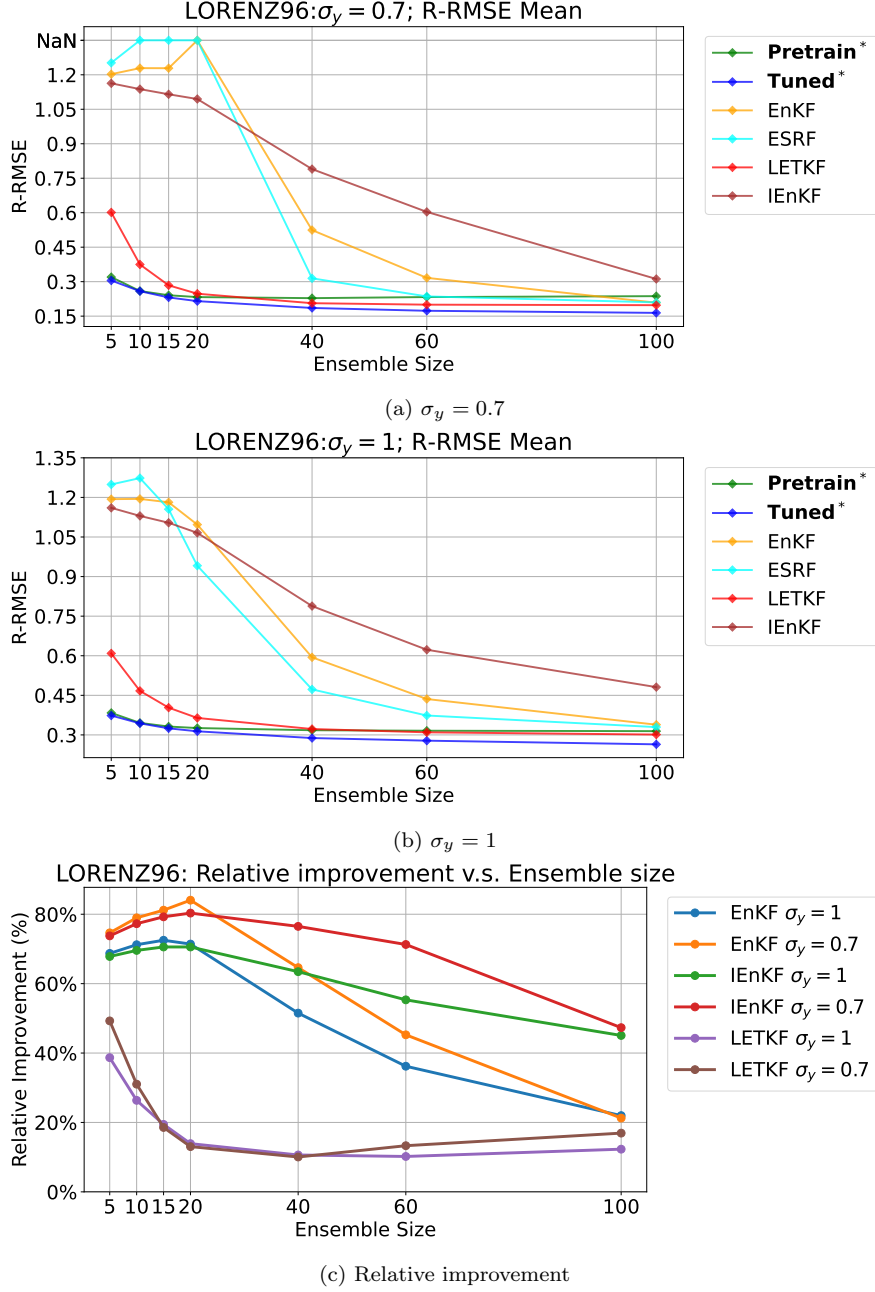 LORENZ96:σy = 0.7; R-RMSE Mean
NaN
1.2
1.05
0.9
0.75
0.6
0.45
0.3
0.15
R-RMSE
5 10 15 20 40 60 100
Ensemble Size
Pretrain*
Tuned*
EnKF
ESRF
LETKF
IEnKF
(a) σy = 0.7
LORENZ96:σy = 1; R-RMSE Mean
1.35
1.2
1.05
0.9
0.75
0.6
0.45
0.3
R-RMSE
5 10 15 20 40 60 100
Ensemble Size
Pretrain*
Tuned*
EnKF
ESRF
LETKF
IEnKF
(b) σy = 1
LORENZ96: Relative improvement v.s. Ensemble size
80%
60%
40%
20%
0%
Relative Improvement (%)
5 10 15 20 40 60 100
Ensemble Size
EnKF σy = 1
EnKF σy = 0.7
IEnKF σy = 1
IEnKF σy = 0.7
LETKF σy = 1
LETKF σy = 0.7
(c) Relative improvement